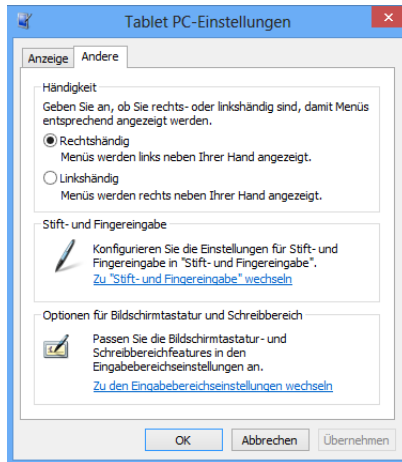 Tablet PC-Einstellungen
Anzeige Andere
Händigkeit
Geben Sie an, ob Sie rechts- oder linkshändig sind, damit Menüs
entsprechend angezeigt werden.
Rechtshändig
Menüs werden links neben Ihrer Hand angezeigt.
Linkshändig
Menüs werden rechts neben Ihrer Hand angezeigt.
Stift- und Fingereingabe
Konfigurieren Sie die Einstellungen für Stift- und
Fingereingabe in "Stift- und Fingereingabe".
Zu "Stift- und Fingereingabe" wechseln
Optionen für Bildschirmtastatur und Schreibbereich
Passen Sie die Bildschirmtastatur- und
Schreibbereichfeatures in den
Eingabebereichseinstellungen an.
Zu den Eingabebereichseinstellungen wechseln
OK Abbrechen Übernehmen